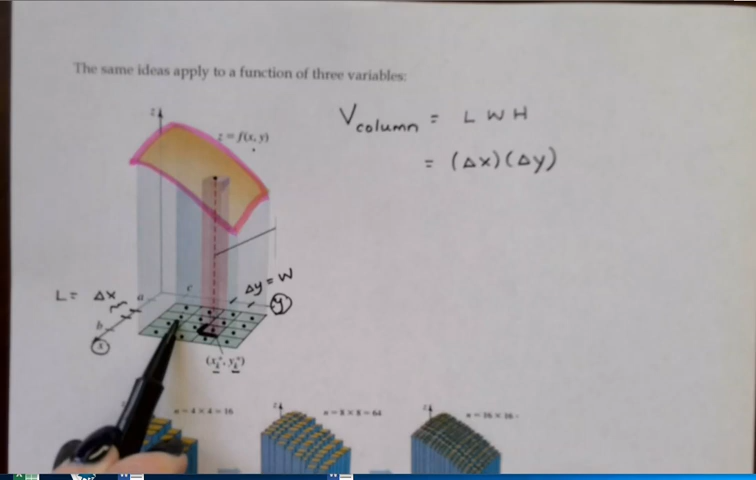 The same ideas apply to a function of three variables:
z
z = f(x, y)
V column = L W H
= (Δx)(Δy)
c
Δy = W
L = Δx
a
y
b
x
(x*k, y*k)
n = 4 × 4 = 16
z
n = 8 × 8 = 64
z
n = 16 × 16 =